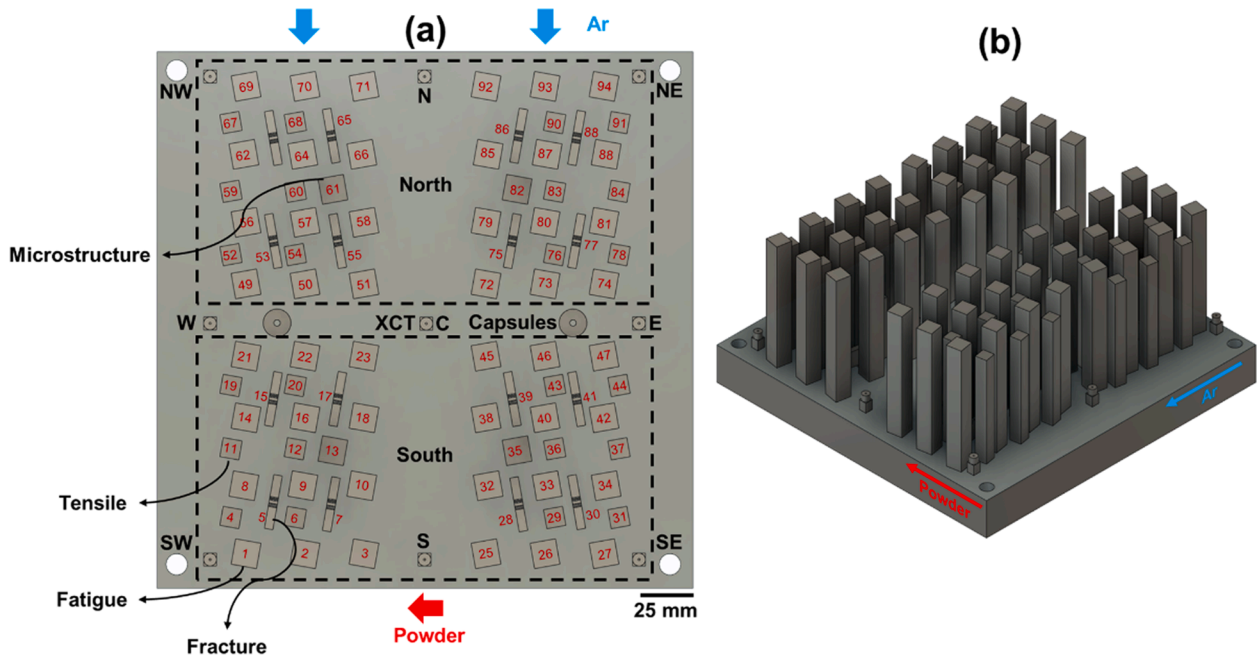 (a)
Ar
(b)
NW
69 70 71
N
92 93 94
NE
67 68 65
86 90 88 91
62 64 66
85 87 88
59 60 61
North
82 83 84
56 57 58
79 80 81
Microstructure
52 53 54 55
75 76 77 78
49 50 51
72 73 74
W
XCT C Capsules
E
21 22 23
45 46 47
19 15 20 17
39 43 41 44
14 16 18
38 40 42
11 12 13
South
35 36 37
Tensile
8 9 10
32 33 34
4 5 6 7
28 29 30 31
SW
1 2 3
S
25 26 27
SE
Fatigue
Fracture
Powder
25 mm
Ar
Powder